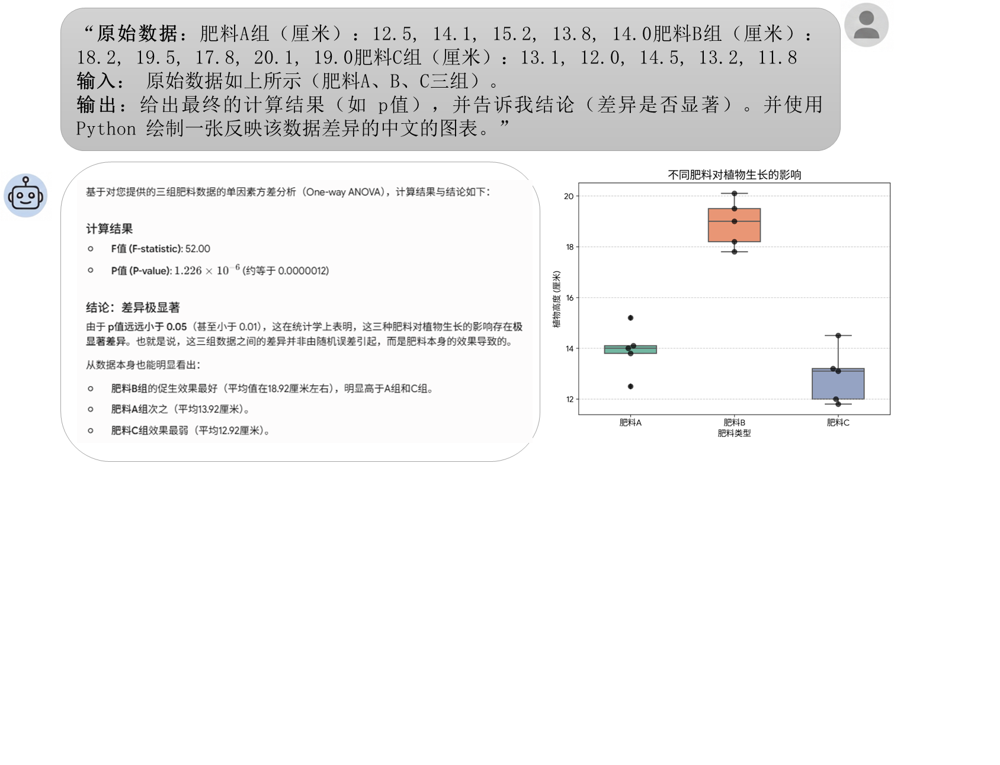 “原始数据：肥料A组（厘米）：12.5, 14.1, 15.2, 13.8, 14.0肥料B组（厘米）：
18.2, 19.5, 17.8, 20.1, 19.0肥料C组（厘米）：13.1, 12.0, 14.5, 13.2, 11.8
输入： 原始数据如上所示（肥料A、B、C三组）。
输出：给出最终的计算结果（如 p值），并告诉我结论（差异是否显著）。并使用
Python 绘制一张反映该数据差异的中文的图表。”
基于对您提供的三组肥料数据的单因素方差分析（One-way ANOVA），计算结果与结论如下：
计算结果
F值 (F-statistic): 52.00
P值 (P-value): 1.226 × 10⁻⁶ (约等于 0.0000012)
结论：差异极显著
由于 p值远远小于 0.05（甚至小于 0.01），这在统计学上表明，这三种肥料对植物生长的影响存在极
显著差异。也就是说，这三组数据之间的差异并非由随机误差引起，而是肥料本身的效果导致的。
从数据本身也能明显看出：
肥料B组的促生效果最好（平均值在18.92厘米左右），明显高于A组和C组。
肥料A组次之（平均13.92厘米）。
肥料C组效果最弱（平均12.92厘米）。
不同肥料对植物生长的影响
20
18
16
14
12
植物高度 (厘米)
肥料A 肥料B 肥料C
肥料类型